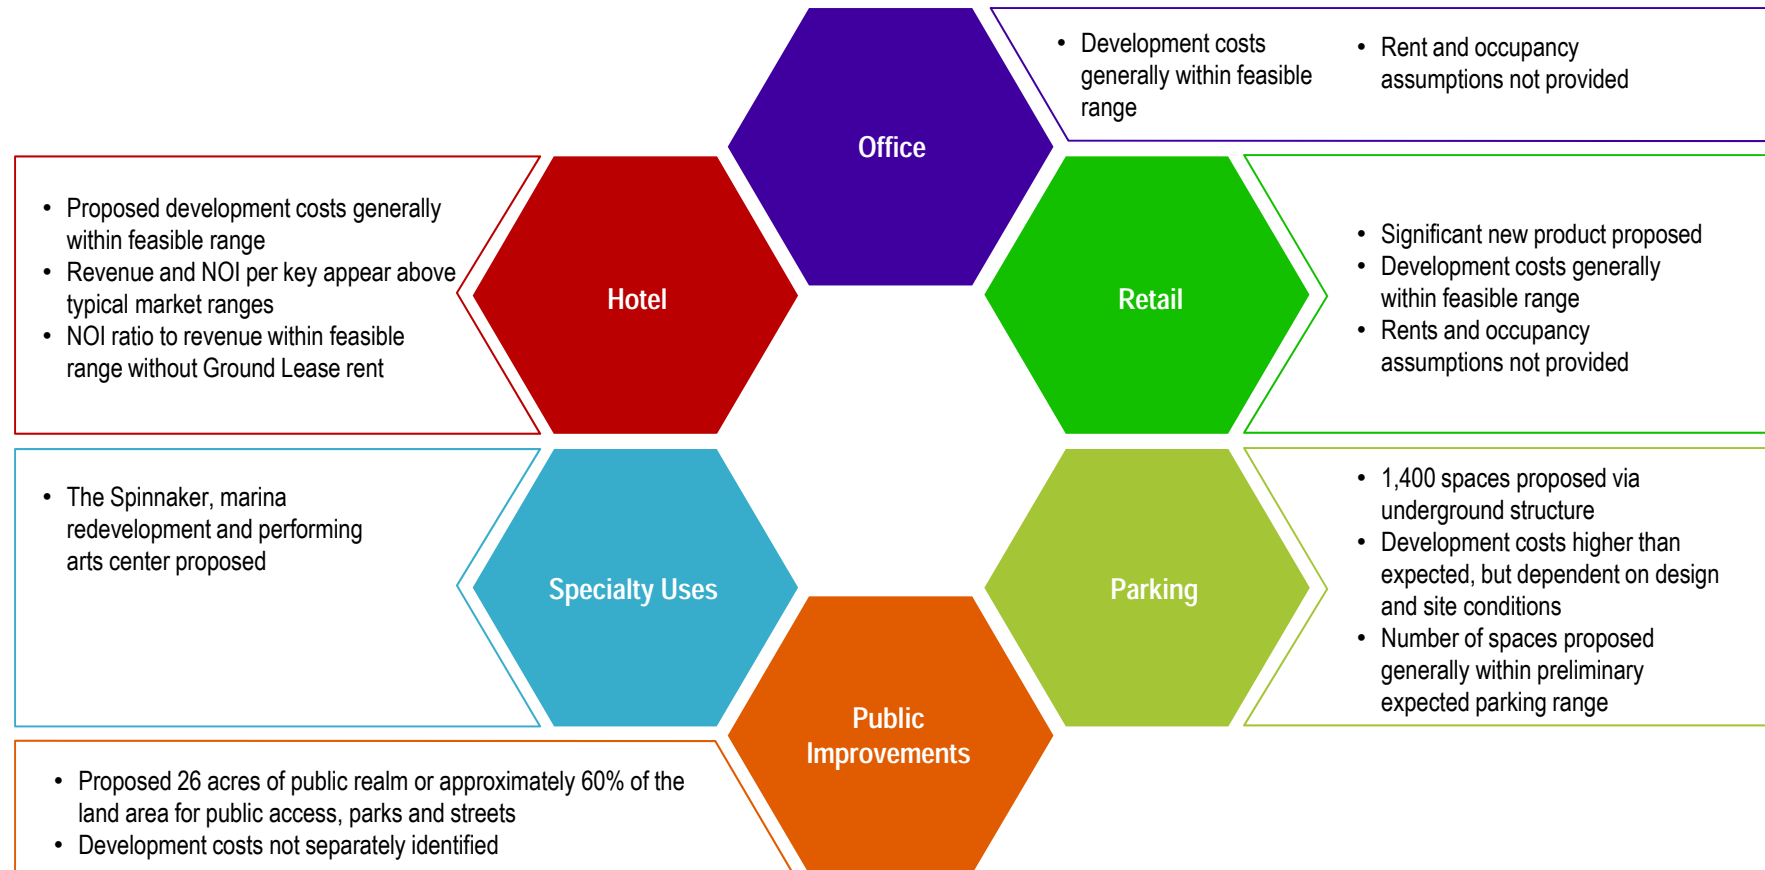 Office
• Development costs
generally within feasible
range
• Rent and occupancy
assumptions not provided
Hotel
• Proposed development costs generally
within feasible range
• Revenue and NOI per key appear above
typical market ranges
• NOI ratio to revenue within feasible
range without Ground Lease rent
Retail
• Significant new product proposed
• Development costs generally
within feasible range
• Rents and occupancy
assumptions not provided
Specialty Uses
• The Spinnaker, marina
redevelopment and performing
arts center proposed
Parking
• 1,400 spaces proposed via
underground structure
• Development costs higher than
expected, but dependent on design
and site conditions
• Number of spaces proposed
generally within preliminary
expected parking range
Public
Improvements
• Proposed 26 acres of public realm or approximately 60% of the
land area for public access, parks and streets
• Development costs not separately identified